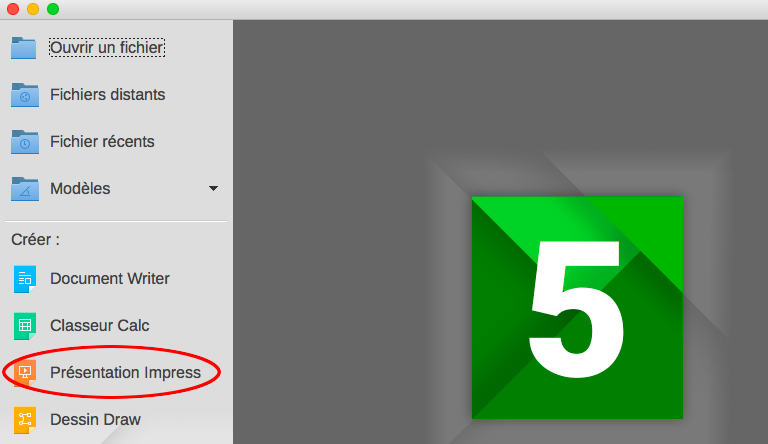 Ouvrir un fichier
Fichiers distants
Fichier récents
Modèles
Créer :
Document Writer
Classeur Calc
Présentation Impress
Dessin Draw
5